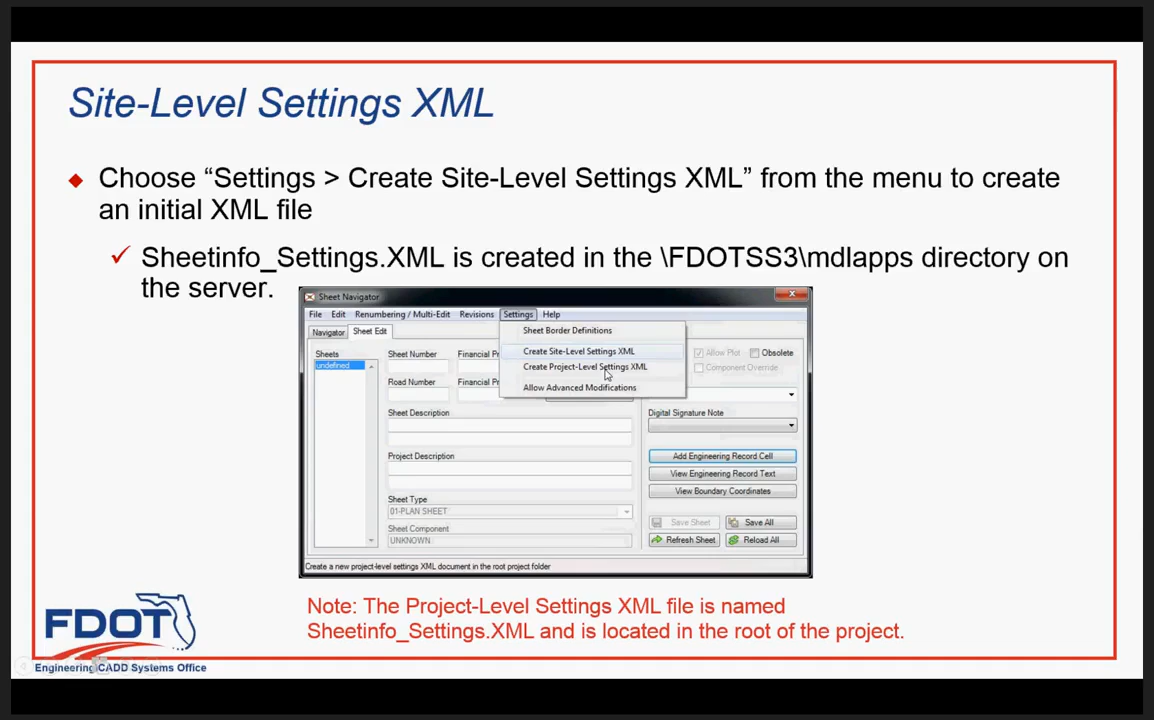 Site-Level Settings XML
Choose “Settings > Create Site-Level Settings XML” from the menu to create
an initial XML file
Sheetinfo_Settings.XML is created in the \FDOTSS3\mdlapps directory on
the server.
Sheet Navigator
File Edit Renumbering / Multi-Edit Revisions Settings Help
Navigator Sheet Edit
Sheet Border Definitions
Create Site-Level Settings XML
Create Project-Level Settings XML
Allow Advanced Modifications
Sheets
undefined
Sheet Number Financial Pr
Road Number Financial Pr
Allow Plot Obsolete
Component Override
Sheet Description
Digital Signature Note
Project Description
Add Engineering Record Cell
View Engineering Record Text
View Boundary Coordinates
Sheet Type
01-PLAN SHEET
Sheet Component
UNKNOWN
Save Sheet Save All
Refresh Sheet Reload All
Create a new project-level settings XML document in the root project folder
Note: The Project-Level Settings XML file is named
Sheetinfo_Settings.XML and is located in the root of the project.
FDOT
Engineering/CADD Systems Office